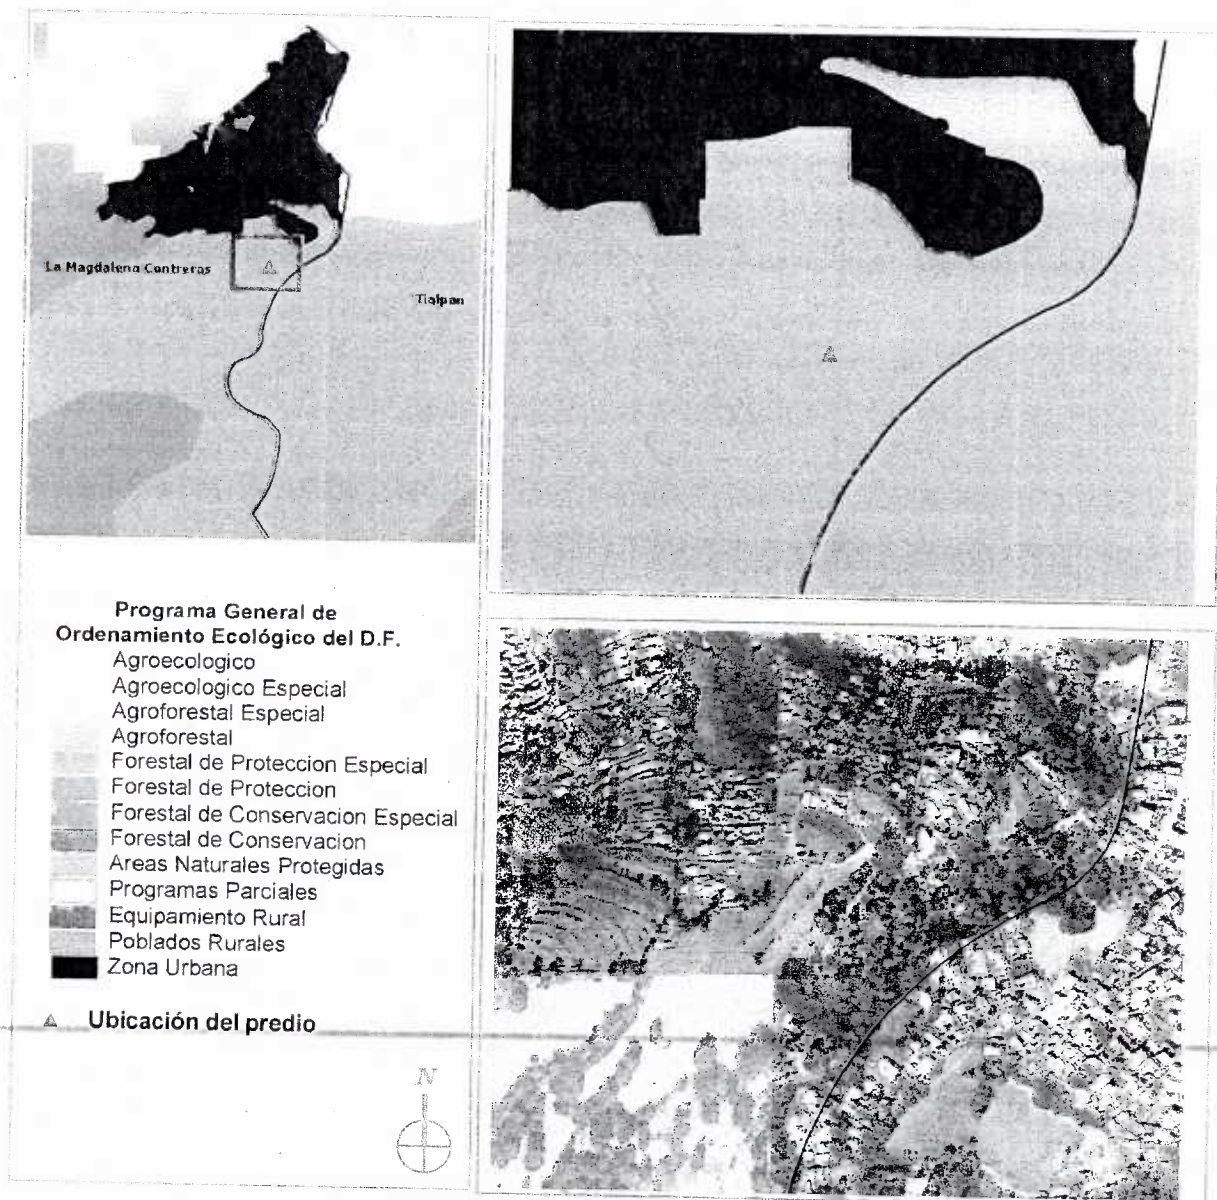 La Magdalena Contreras
Tlalpan
Programa General de
Ordenamiento Ecológico del D.F.
Agroecologico
Agroecologico Especial
Agroforestal Especial
Agroforestal
Forestal de Proteccion Especial
Forestal de Proteccion
Forestal de Conservacion Especial
Forestal de Conservacion
Areas Naturales Protegidas
Programas Parciales
Equipamiento Rural
Poblados Rurales
Zona Urbana
Ubicación del predio
N